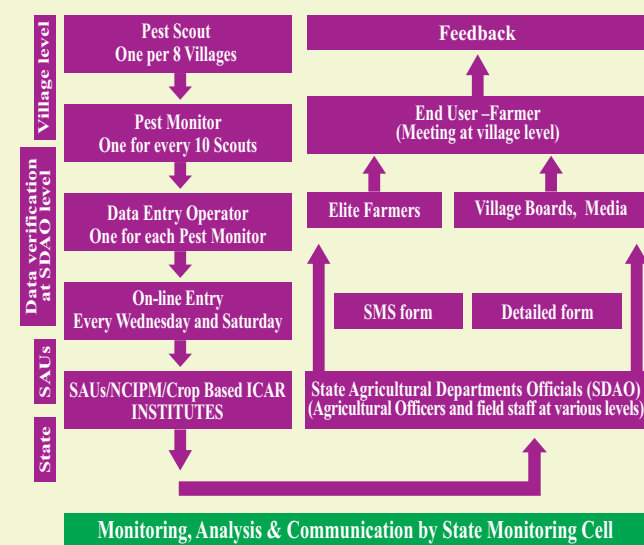 Village level
Pest Scout
One per 8 Villages
Pest Monitor
One for every 10 Scouts
Data verification
at SDAO level
Data Entry Operator
One for each Pest Monitor
On-line Entry
Every Wednesday and Saturday
SAUs
SAUs/NCIPM/Crop Based ICAR
INSTITUTES
State
Feedback
End User –Farmer
(Meeting at village level)
Elite Farmers
Village Boards, Media
SMS form
Detailed form
State Agricultural Departments Officials (SDAO)
(Agricultural Officers and field staff at various levels)
Monitoring, Analysis & Communication by State Monitoring Cell